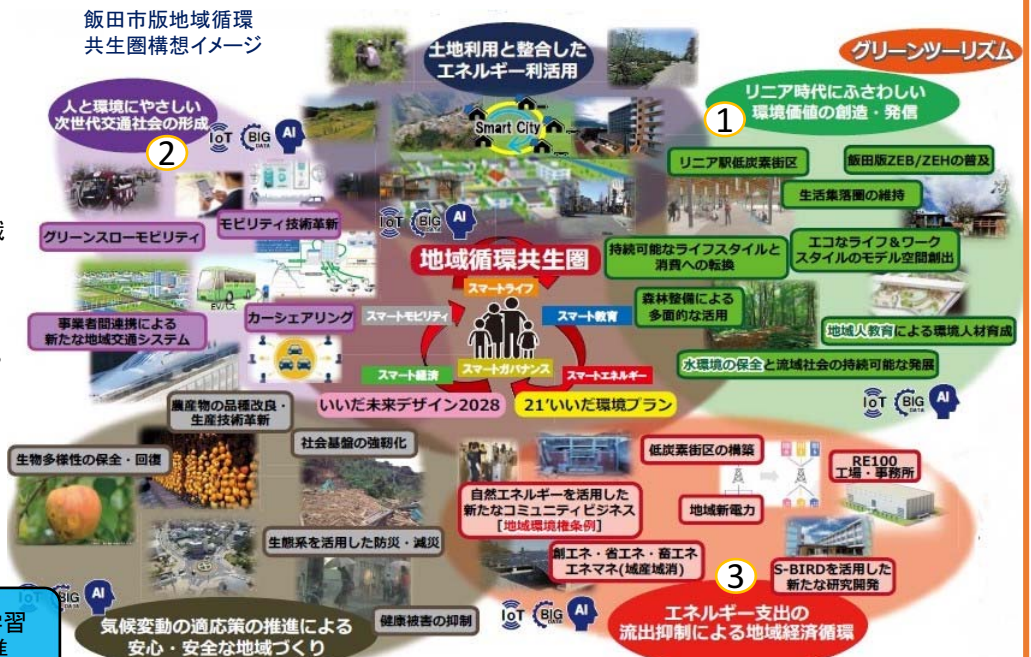 飯田市版地域循環
共生圏構想イメージ
土地利用と整合した
エネルギー利活用
グリーンツーリズム
人と環境にやさしい
次世代交通社会の形成
IoT BIG DATA AI
②
リニア時代にふさわしい
環境価値の創造・発信
①
Smart City
リニア駅低炭素街区
飯田版ZEB/ZEHの普及
生活集落圏の維持
グリーンスローモビリティ
モビリティ技術革新
IoT BIG DATA AI
地域循環共生圏
持続可能なライフスタイルと
消費への転換
エコなライフ&ワーク
スタイルのモデル空間創出
スマートライフ
スマートモビリティ
スマート教育
スマート経済
スマートガバナンス
スマートエネルギー
森林整備による
多面的な活用
地域人教育による環境人材育成
水環境の保全と流域社会の持続可能な発展
IoT BIG DATA AI
事業者間連携による
新たな地域交通システム
カーシェアリング
いいだ未来デザイン2028
21'いいだ環境プラン
農産物の品種改良・
生産技術革新
生物多様性の保全・回復
社会基盤の強靭化
生態系を活用した防災・減災
健康被害の抑制
気候変動の適応策の推進による
安心・安全な地域づくり
IoT BIG AI
学習
進
低炭素街区の構築
RE100
工場・事務所
自然エネルギーを活用した
新たなコミュニティビジネス
[地域環境権条例]
地域新電力
創エネ・省エネ・畜エネ
エネマネ(域産域消)
③
S-BIRDを活用した
新たな研究開発
IoT BIG DATA AI
エネルギー支出の
流出抑制による地域経済循環